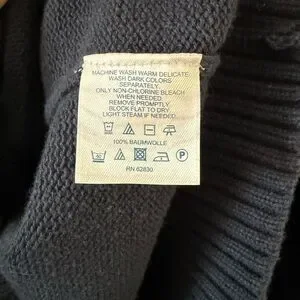 MACHINE WASH WARM DELICATE
WASH DARK COLORS
SEPARATELY
ONLY NON-CHLORINE BLEACH
WHEN NEEDED
REMOVE PROMPTLY
BLOCK FLAT TO DRY
LIGHT STEAM IF NEEDED
100% BAUMWOLLE
P
RN 62830